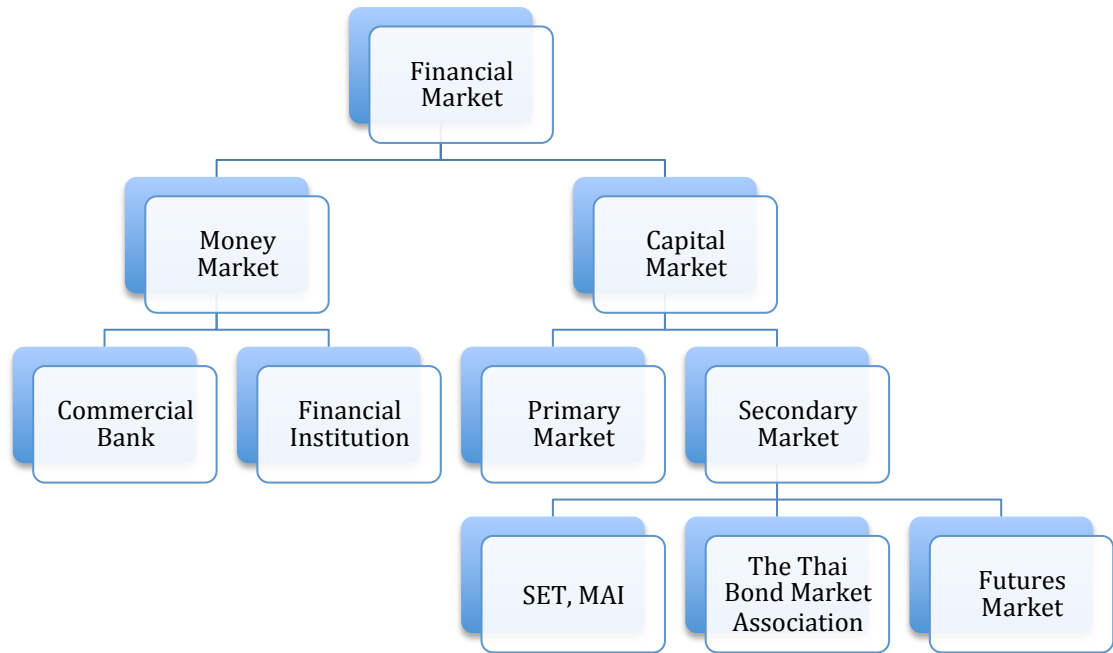 Financial
Market
Money
Market
Capital
Market
Commercial
Bank
Financial
Institution
Primary
Market
Secondary
Market
SET, MAI
The Thai
Bond Market
Association
Futures
Market